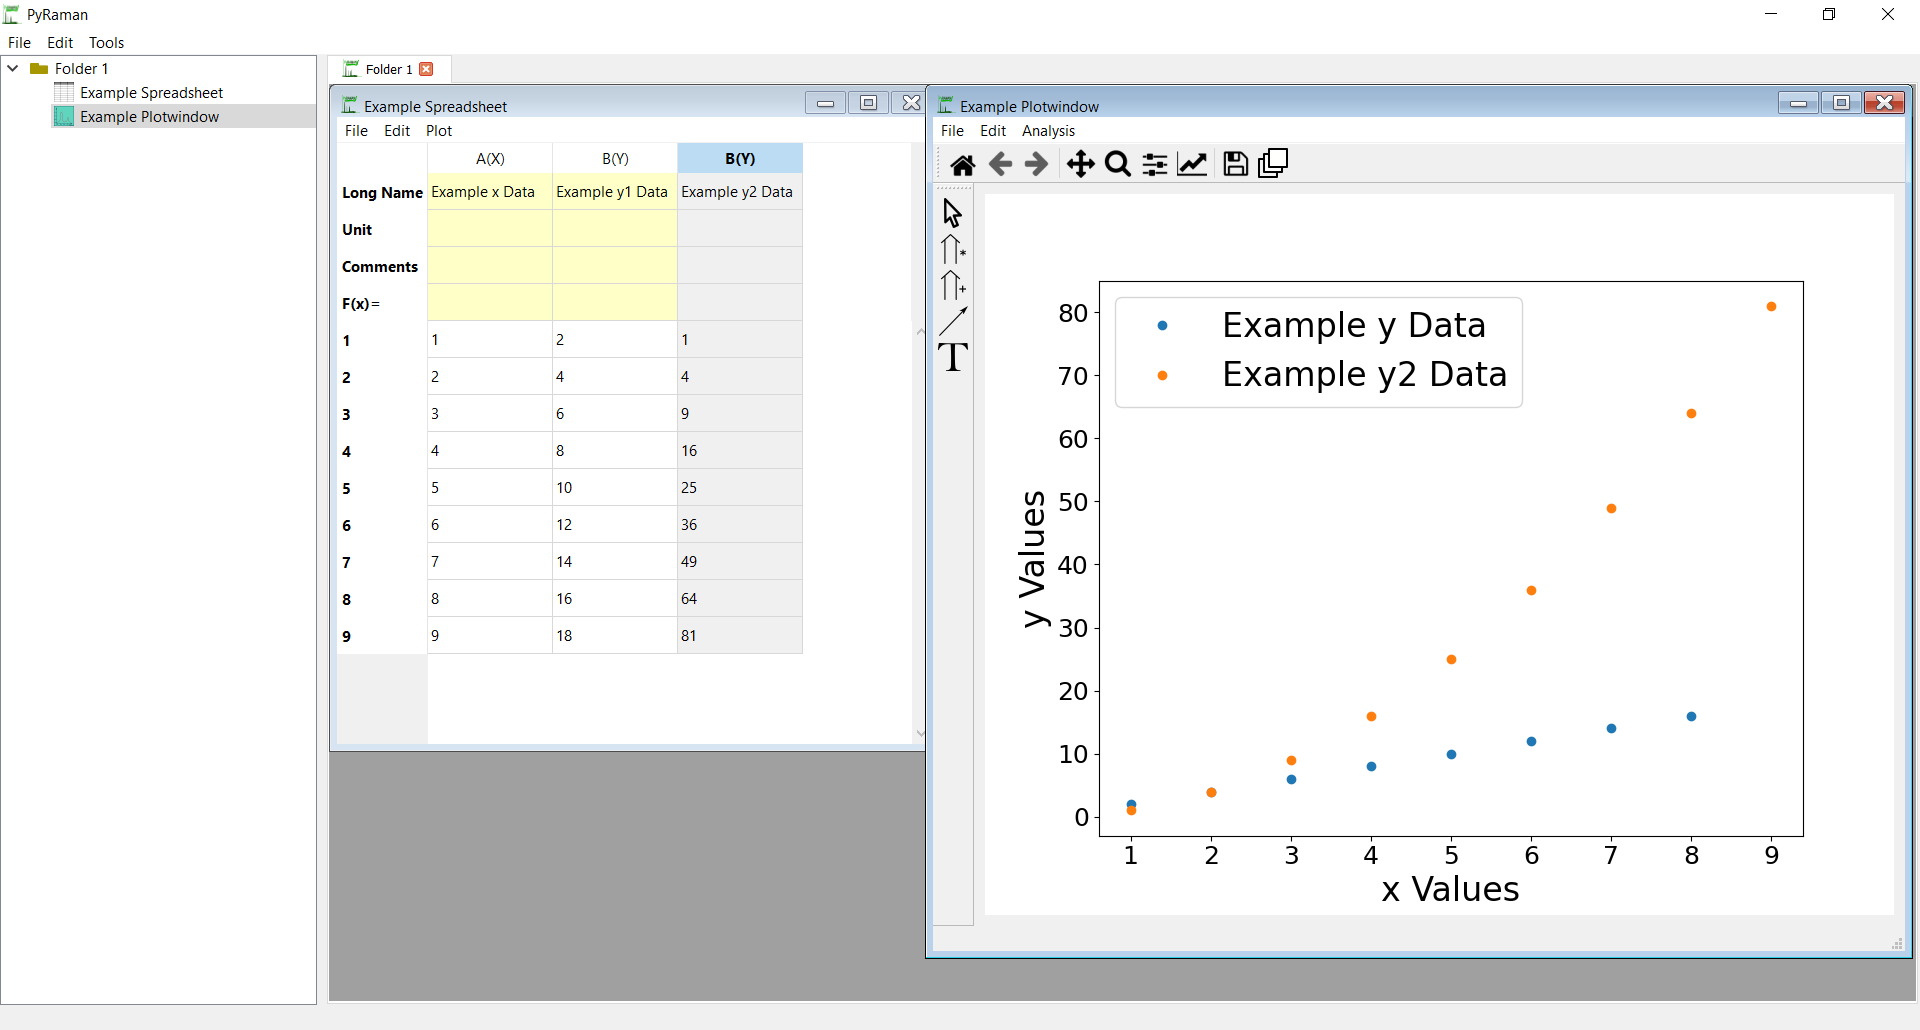 PyRaman
File Edit Tools
Folder 1
Example Spreadsheet
Example Plotwindow
Folder 1
Example Spreadsheet
File Edit Plot
A(X) B(Y) B(Y)
Long Name Example x Data Example y1 Data Example y2 Data
Unit
Comments
F(x)=
1 1 2 1
2 2 4 4
3 3 6 9
4 4 8 16
5 5 10 25
6 6 12 36
7 7 14 49
8 8 16 64
9 9 18 81
Example Plotwindow
File Edit Analysis
T
Example y Data
Example y2 Data
80
70
60
50
40
30
20
10
0
y Values
1 2 3 4 5 6 7 8 9
x Values